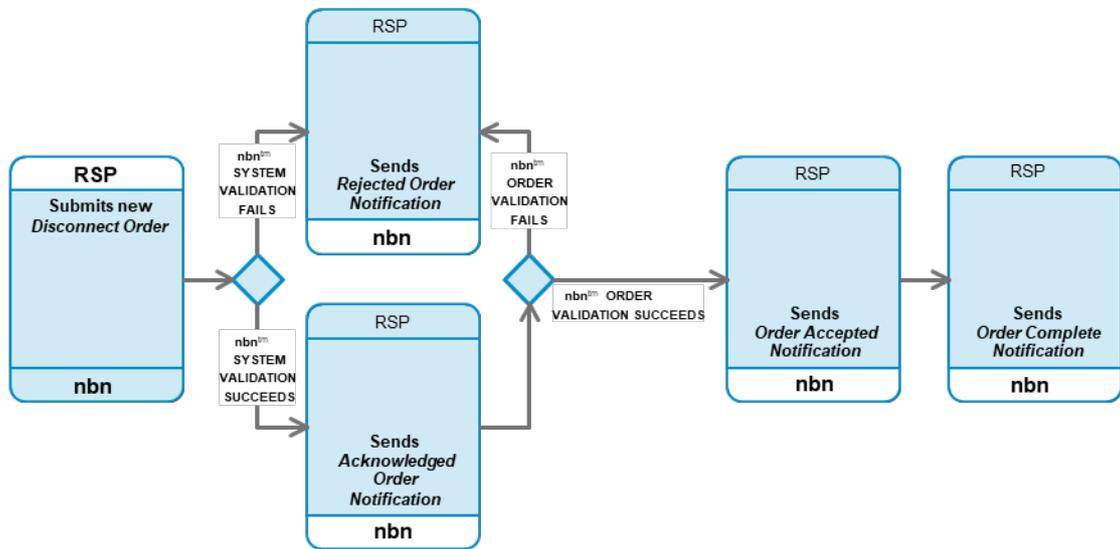 RSP
Submits new
Disconnect Order
nbn
nbn™
SYSTEM
VALIDATION
FAILS
nbn™
SYSTEM
VALIDATION
SUCCEEDS
RSP
Sends
Rejected Order
Notification
nbn
RSP
Sends
Acknowledged
Order
Notification
nbn
nbn™
ORDER
VALIDATION
FAILS
nbn™ ORDER
VALIDATION SUCCEEDS
RSP
Sends
Order Accepted
Notification
nbn
RSP
Sends
Order Complete
Notification
nbn